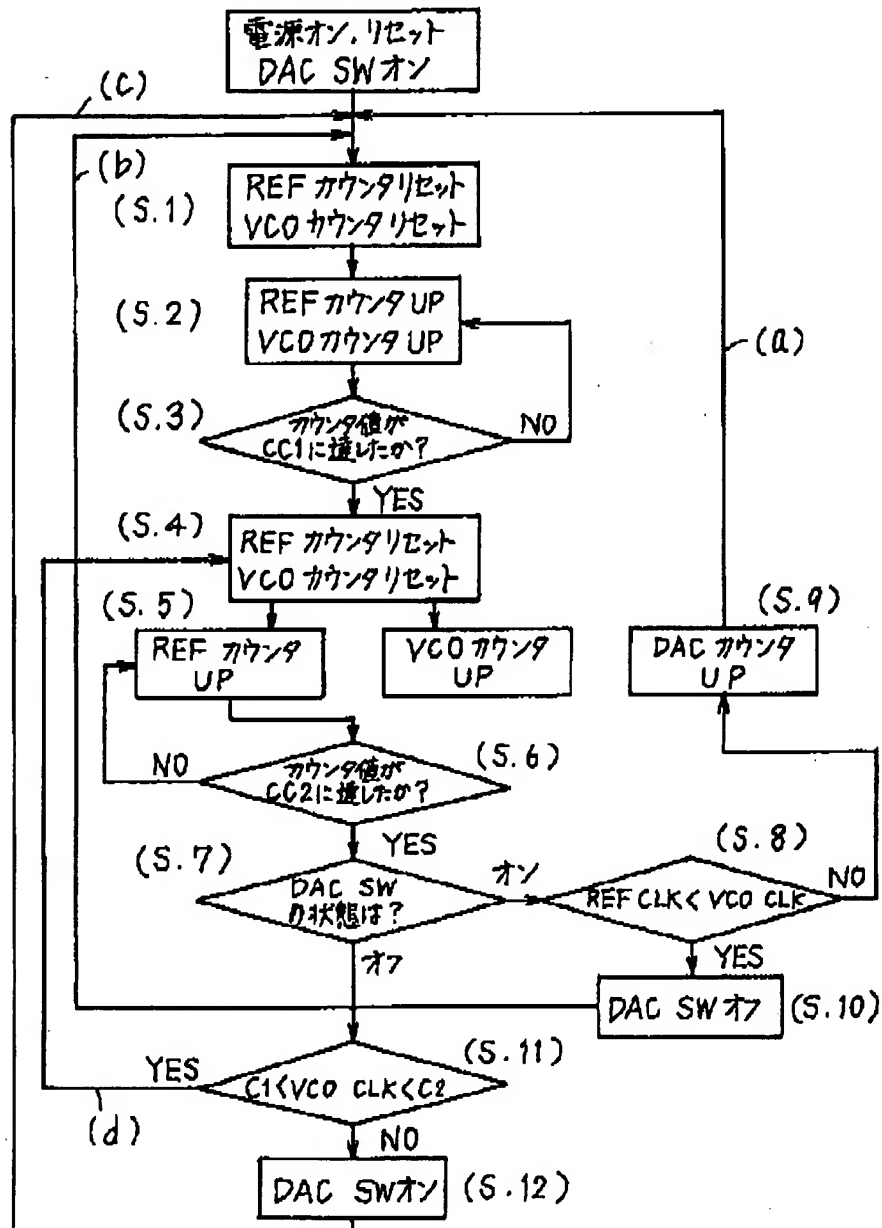 電源オン,リセット
DAC SWオン
(c)
(b)
(S.1)
REF カウンタリセット
VCO カウンタリセット
(S.2)
REF カウンタ UP
VCO カウンタ UP
(a)
(S.3)
カウンタ値が
CC1に達したか?
NO
YES
(S.4)
REF カウンタリセット
VCO カウンタリセット
(S.5)
REF カウンタ
UP
VCO カウンタ
UP
(S.9)
DAC カウンタ
UP
(S.6)
カウンタ値が
CC2に達したか?
NO
YES
(S.7)
DAC SW
の状態は?
オン
オフ
(S.8)
REF CLK < VCO CLK
NO
YES
DAC SWオフ
(S.10)
(S.11)
C1<VCO CLK<C2
YES
(d)
NO
DAC SWオン
(S.12)